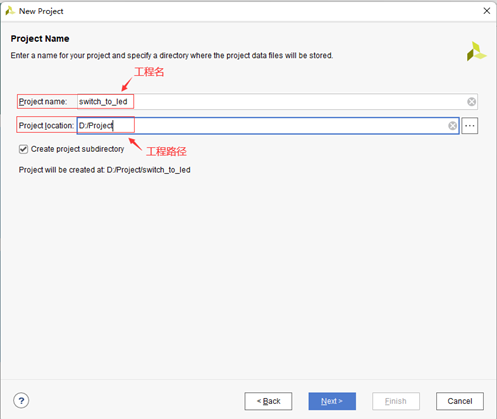 New Project
Project Name
Enter a name for your project and specify a directory where the project data files will be stored.
工程名
Project name: switch_to_led
Project location: D:/Project
工程路径
Create project subdirectory
Project will be created at: D:/Project/switch_to_led
?
< Back
Next >
Finish
Cancel